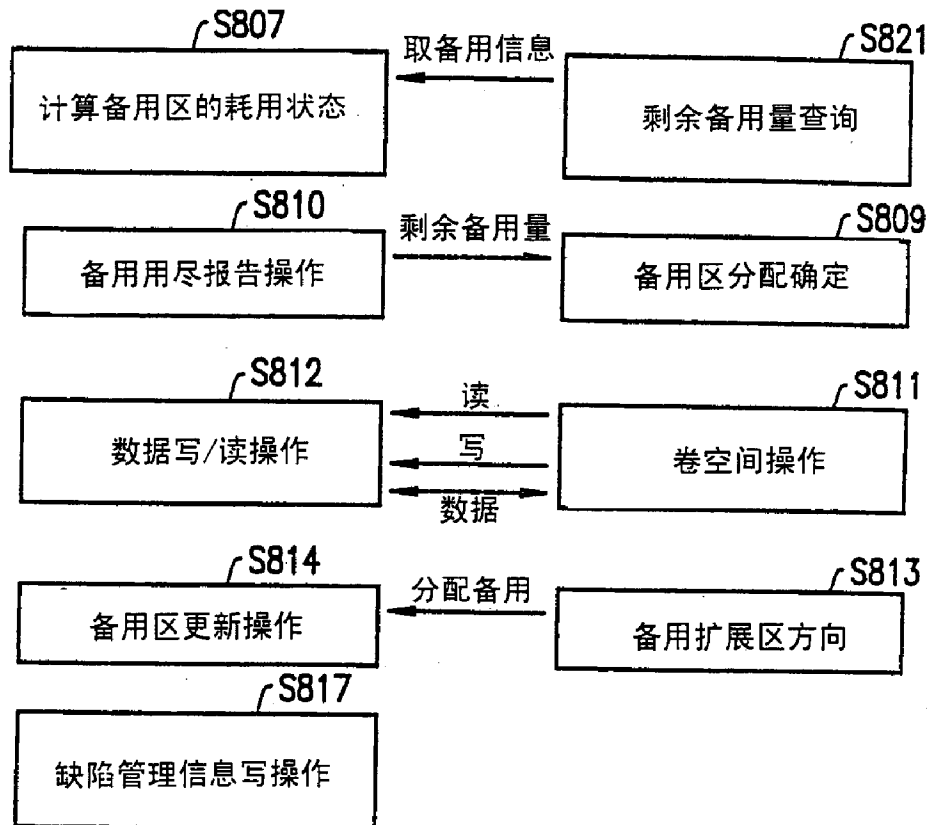 S807
取备用信息
S821
计算备用区的耗用状态
剩余备用量查询
S810
剩余备用量
S809
备用用尽报告操作
备用区分配确定
S812
读
S811
数据写/读操作
写
卷空间操作
数据
S814
分配备用
S813
备用区更新操作
备用扩展区方向
S817
缺陷管理信息写操作